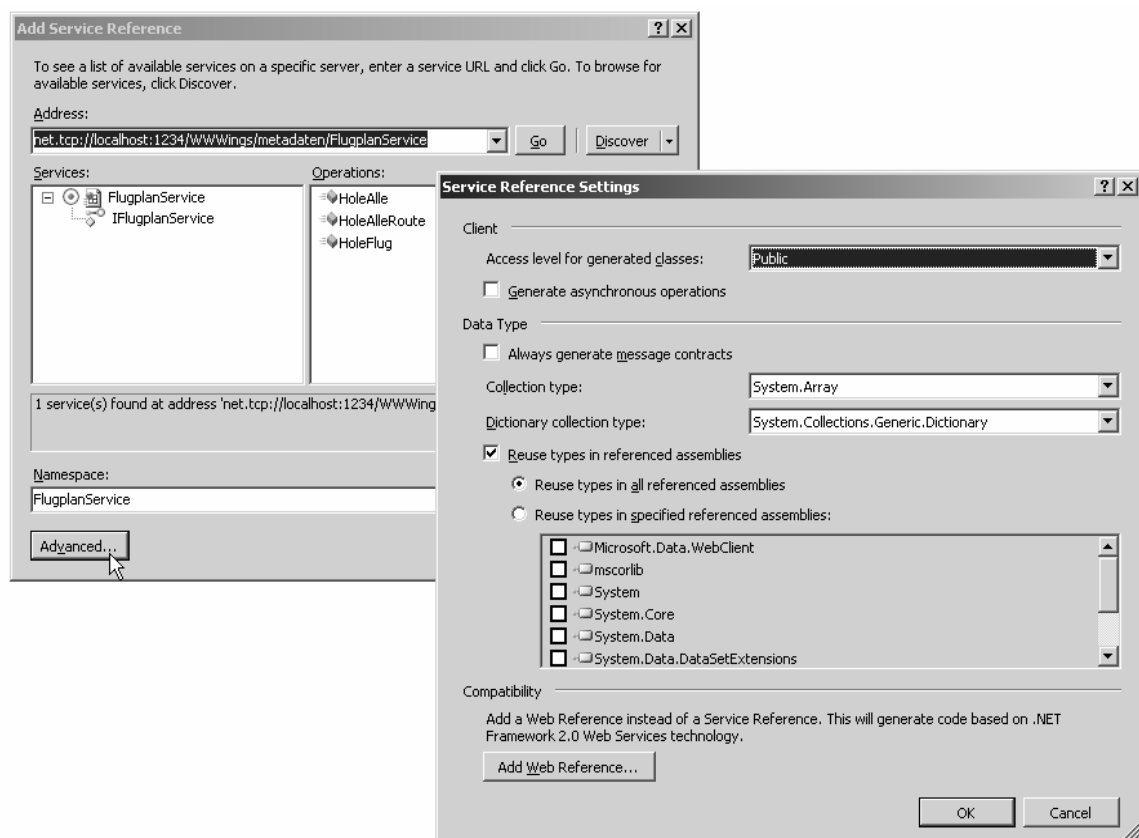 Add Service Reference
To see a list of available services on a specific server, enter a service URL and click Go. To browse for
available services, click Discover.
Address:
net.tcp://localhost:1234/WWWings/metadaten/FlugplanService
Go
Discover
Services:
Operations:
FlugplanService
IFlugplanService
HoleAlle
HoleAlleRoute
HoleFlug
1 service(s) found at address 'net.tcp://localhost:1234/WWWing
Namespace:
FlugplanService
Advanced...
Service Reference Settings
Client
Access level for generated classes:
Public
Generate asynchronous operations
Data Type
Always generate message contracts
Collection type:
System.Array
Dictionary collection type:
System.Collections.Generic.Dictionary
Reuse types in referenced assemblies
Reuse types in all referenced assemblies
Reuse types in specified referenced assemblies:
Microsoft.Data.WebClient
mscorlib
System
System.Core
System.Data
System.Data.DataSetExtensions
Compatibility
Add a Web Reference instead of a Service Reference. This will generate code based on .NET
Framework 2.0 Web Services technology.
Add Web Reference...
OK
Cancel